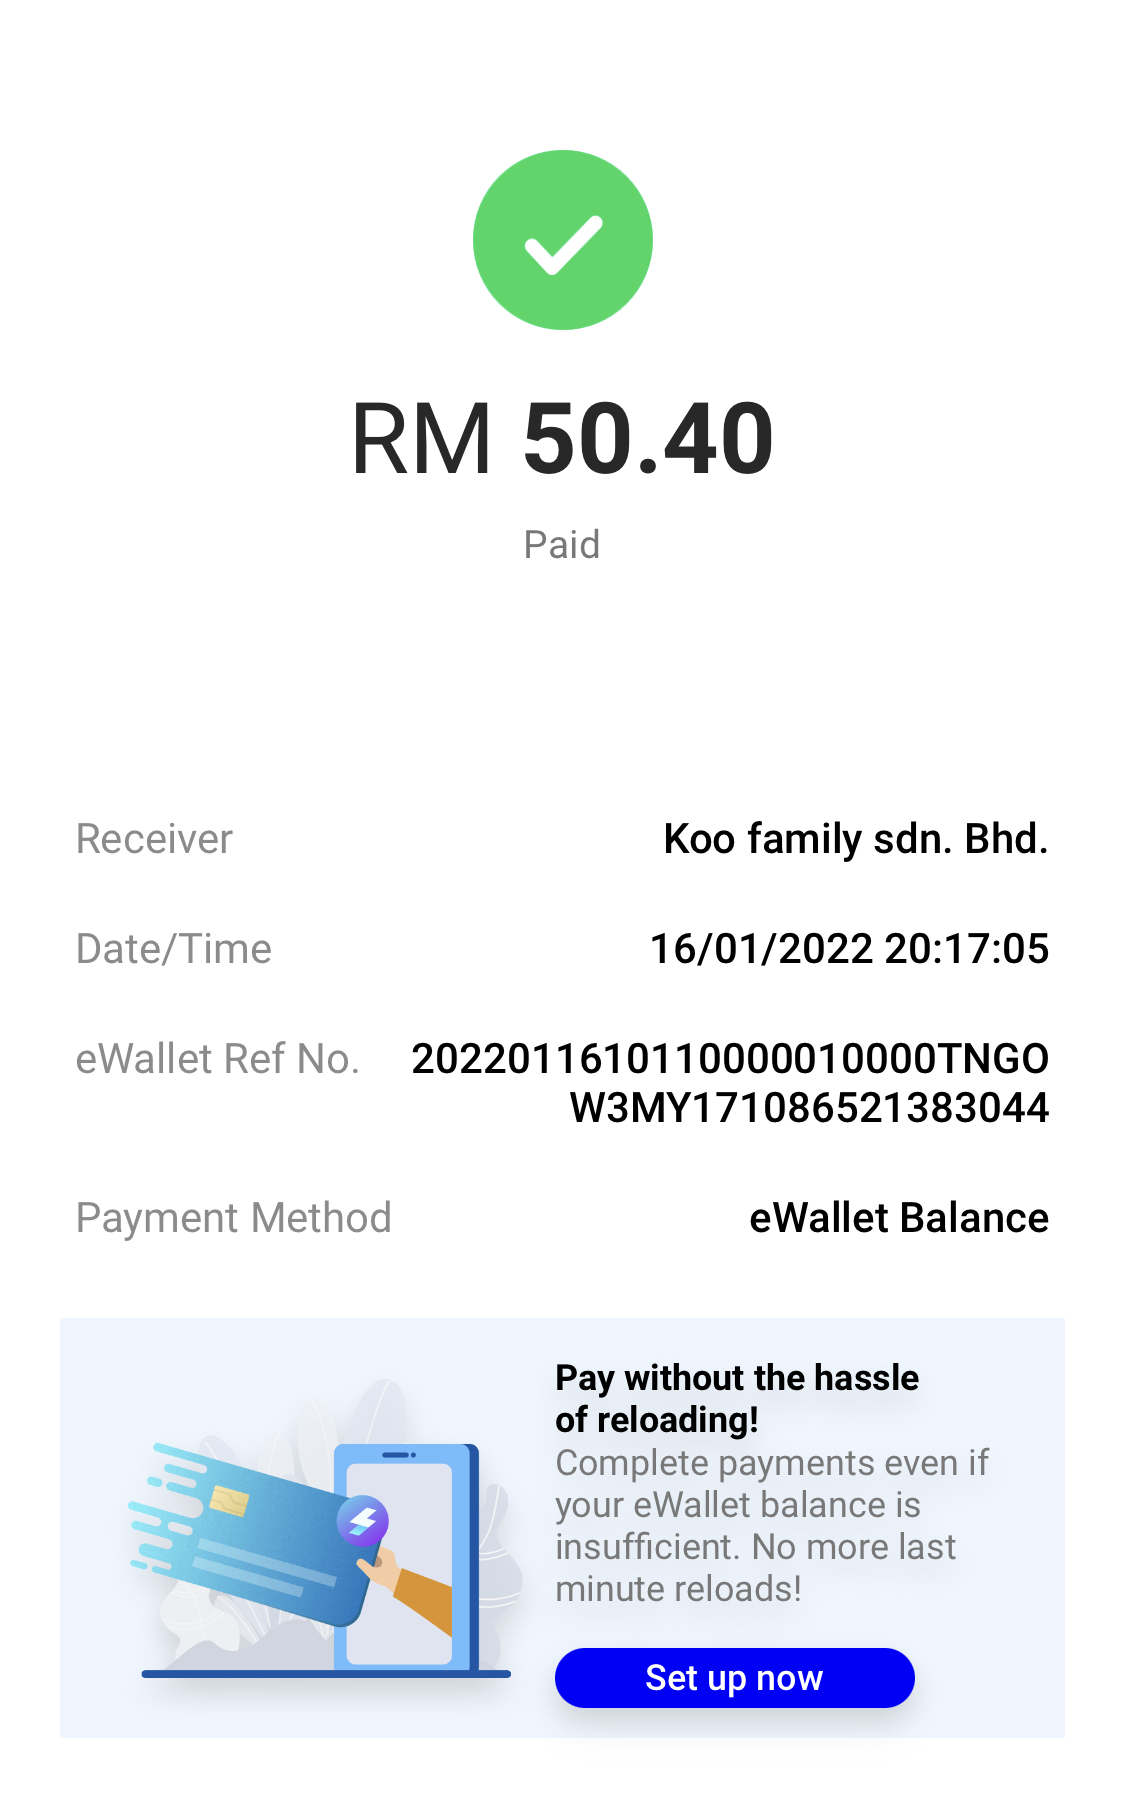 RM 50.40
Paid
Receiver Koo family sdn. Bhd.
Date/Time 16/01/2022 20:17:05
eWallet Ref No. 2022011610110000010000TNGO
W3MY171086521383044
Payment Method eWallet Balance
Pay without the hassle
of reloading!
Complete payments even if
your eWallet balance is
insufficient. No more last
minute reloads!
Set up now